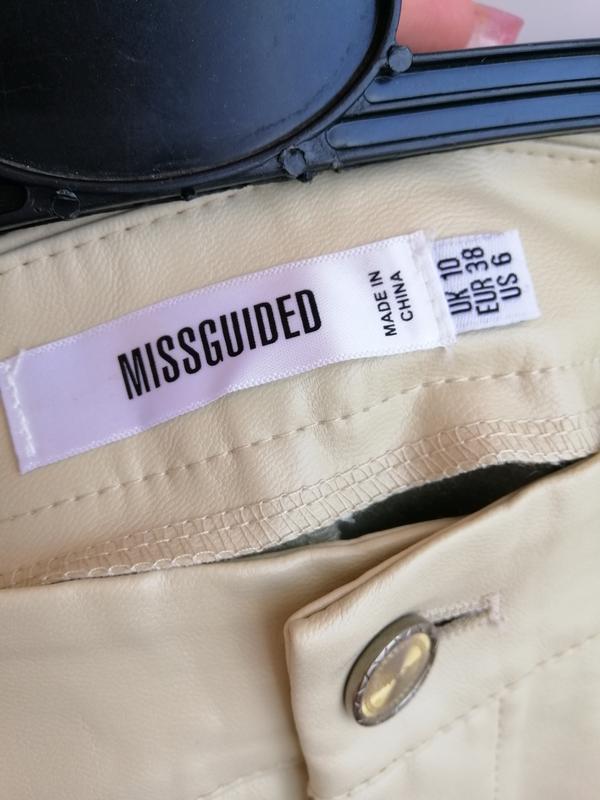 MISSGUIDED
MADE IN
CHINA
UK 10
EUR 38
US 6